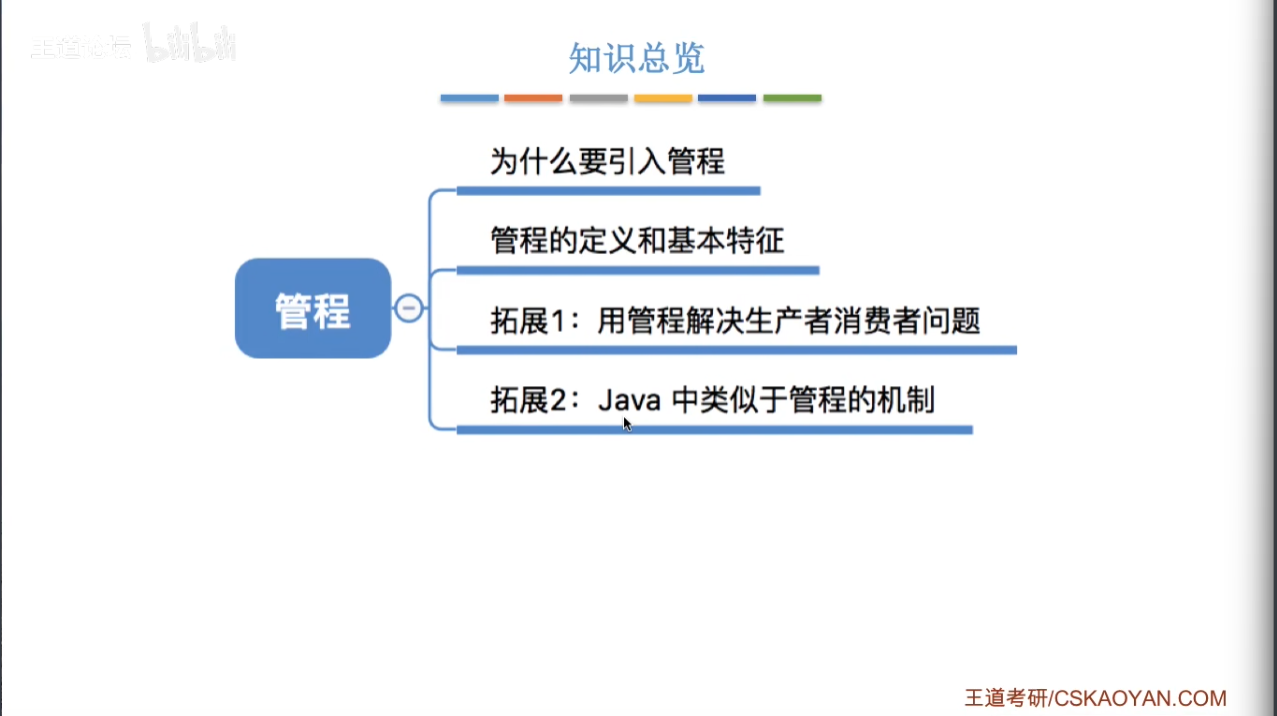 王道论坛 bilibili
知识总览
为什么要引入管程
管程的定义和基本特征
管程
拓展1：用管程解决生产者消费者问题
拓展2：Java 中类似于管程的机制
王道考研/CSKAOYAN.COM